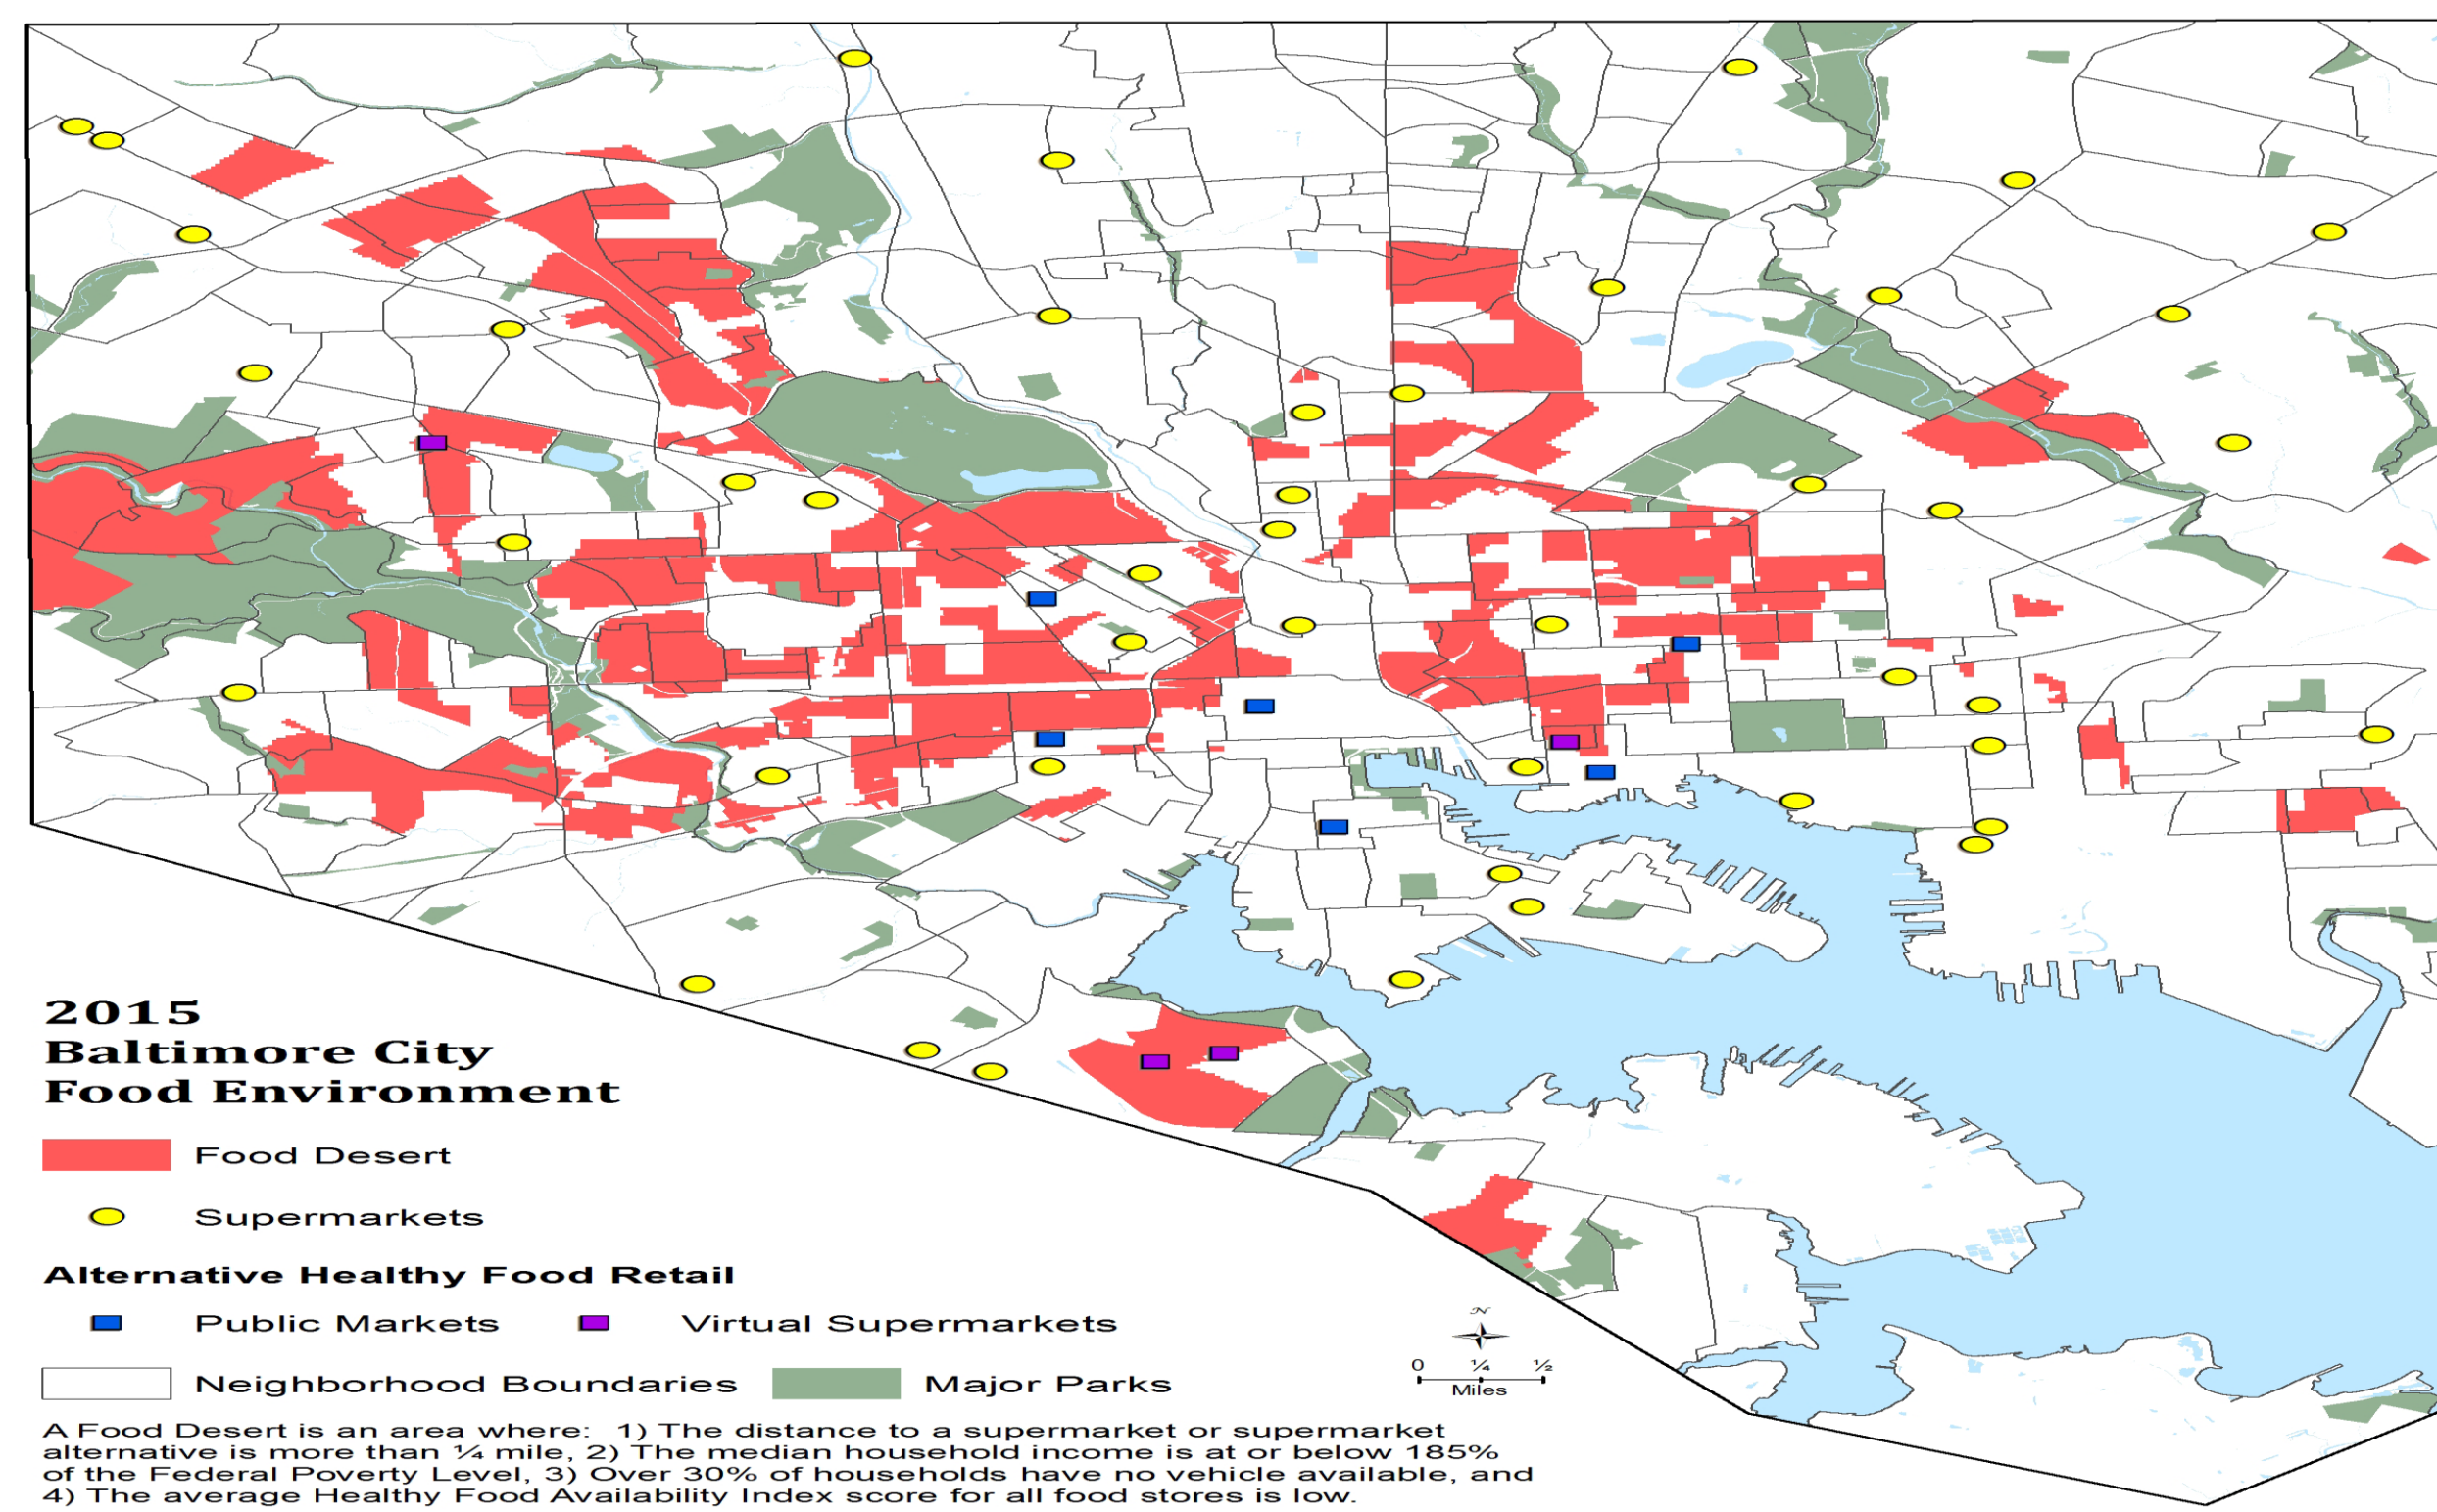 2015
Baltimore City
Food Environment
Food Desert
Supermarkets
Alternative Healthy Food Retail
Public Markets
Virtual Supermarkets
Neighborhood Boundaries
Major Parks
N
0 ¼ ½
Miles
A Food Desert is an area where: 1) The distance to a supermarket or supermarket
alternative is more than ¼ mile, 2) The median household income is at or below 185%
of the Federal Poverty Level, 3) Over 30% of households have no vehicle available, and
4) The average Healthy Food Availability Index score for all food stores is low.